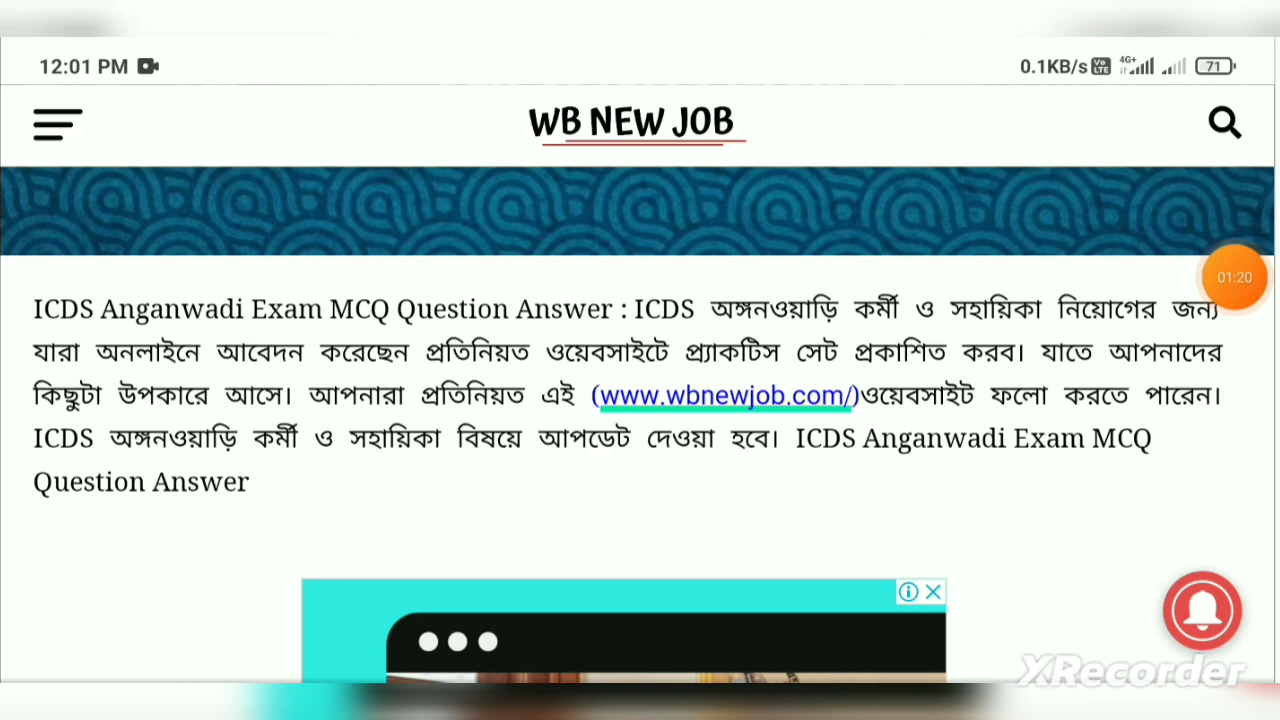 12:01 PM 0.1KB/s Vo LTE 4G+ 71
WB NEW JOB
01:20
ICDS Anganwadi Exam MCQ Question Answer : ICDS অঙ্গনওয়াড়ি কর্মী ও সহায়িকা নিয়োগের জন্য
যারা অনলাইনে আবেদন করেছেন প্রতিনিয়ত ওয়েবসাইটে প্র্যাকটিস সেট প্রকাশিত করব। যাতে আপনাদের
কিছুটা উপকারে আসে। আপনারা প্রতিনিয়ত এই (www.wbnewjob.com/)ওয়েবসাইট ফলো করতে পারেন।
ICDS অঙ্গনওয়াড়ি কর্মী ও সহায়িকা বিষয়ে আপডেট দেওয়া হবে। ICDS Anganwadi Exam MCQ
Question Answer
XRecorder